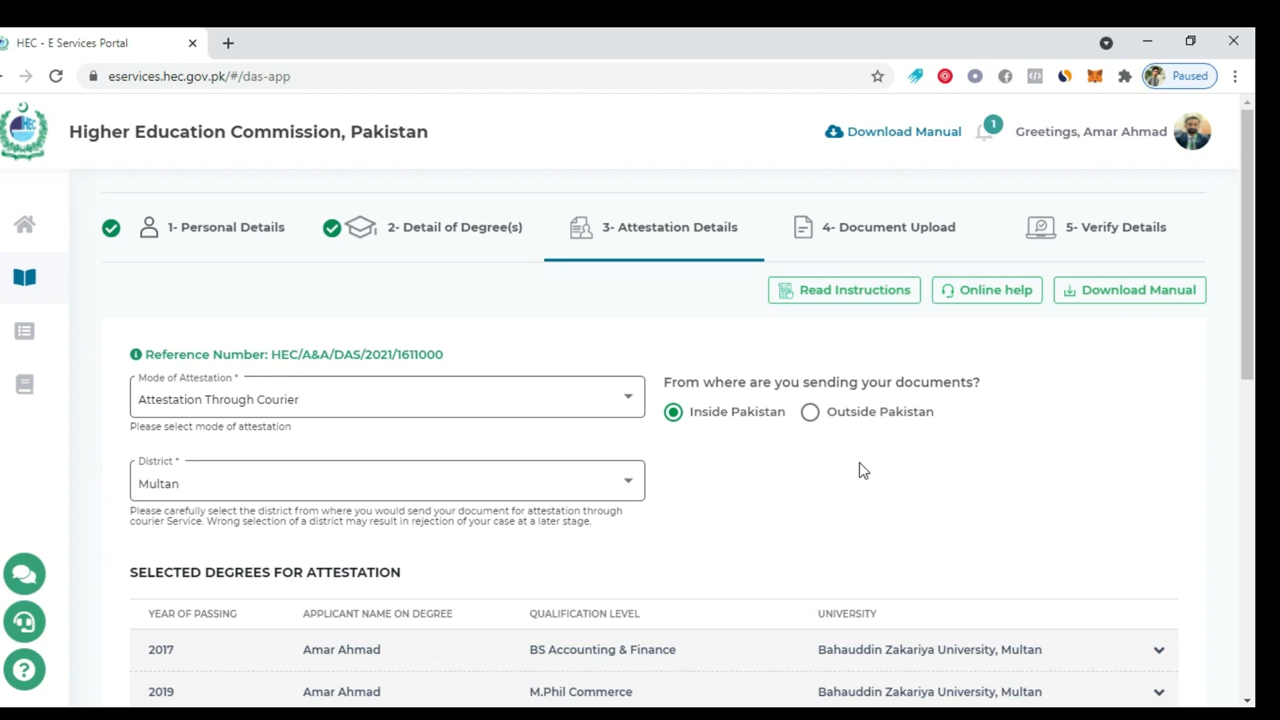 HEC - E Services Portal
eservices.hec.gov.pk/#/das-app
Paused
HEC
Higher Education Commission, Pakistan
Download Manual
1
Greetings, Amar Ahmad
1- Personal Details
2- Detail of Degree(s)
3- Attestation Details
4- Document Upload
5- Verify Details
Read Instructions
Online help
Download Manual
Reference Number: HEC/A&A/DAS/2021/1611000
Mode of Attestation *
Attestation Through Courier
Please select mode of attestation
From where are you sending your documents?
Inside Pakistan
Outside Pakistan
District *
Multan
Please carefully select the district from where you would send your document for attestation through
courier Service. Wrong selection of a district may result in rejection of your case at a later stage.
SELECTED DEGREES FOR ATTESTATION
YEAR OF PASSING APPLICANT NAME ON DEGREE QUALIFICATION LEVEL UNIVERSITY
2017 Amar Ahmad BS Accounting & Finance Bahauddin Zakariya University, Multan
2019 Amar Ahmad M.Phil Commerce Bahauddin Zakariya University, Multan